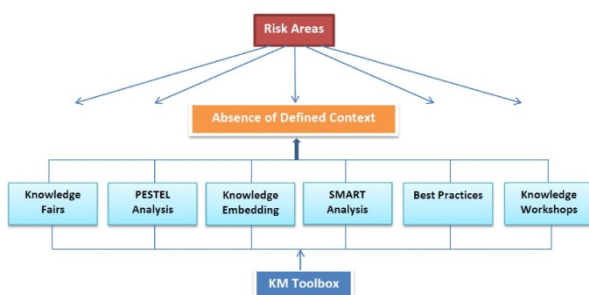 Risk Areas
Absence of Defined Context
Knowledge
Fairs
PESTEL
Analysis
Knowledge
Embedding
SMART
Analysis
Best Practices
Knowledge
Workshops
KM Toolbox